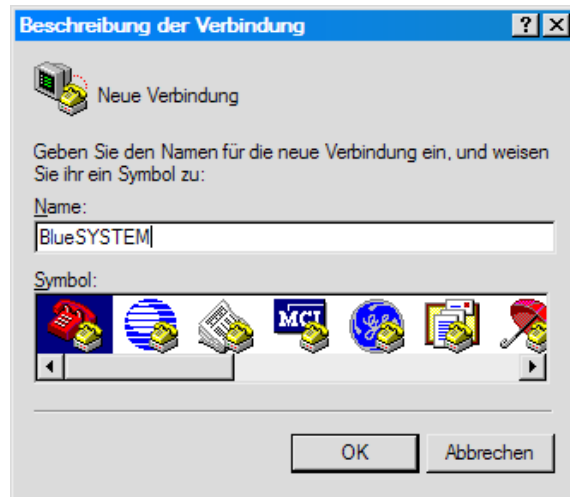 Beschreibung der Verbindung
Neue Verbindung
Geben Sie den Namen für die neue Verbindung ein, und weisen
Sie ihr ein Symbol zu:
Name:
BlueSYSTEM
Symbol:
MCI
OK Abbrechen